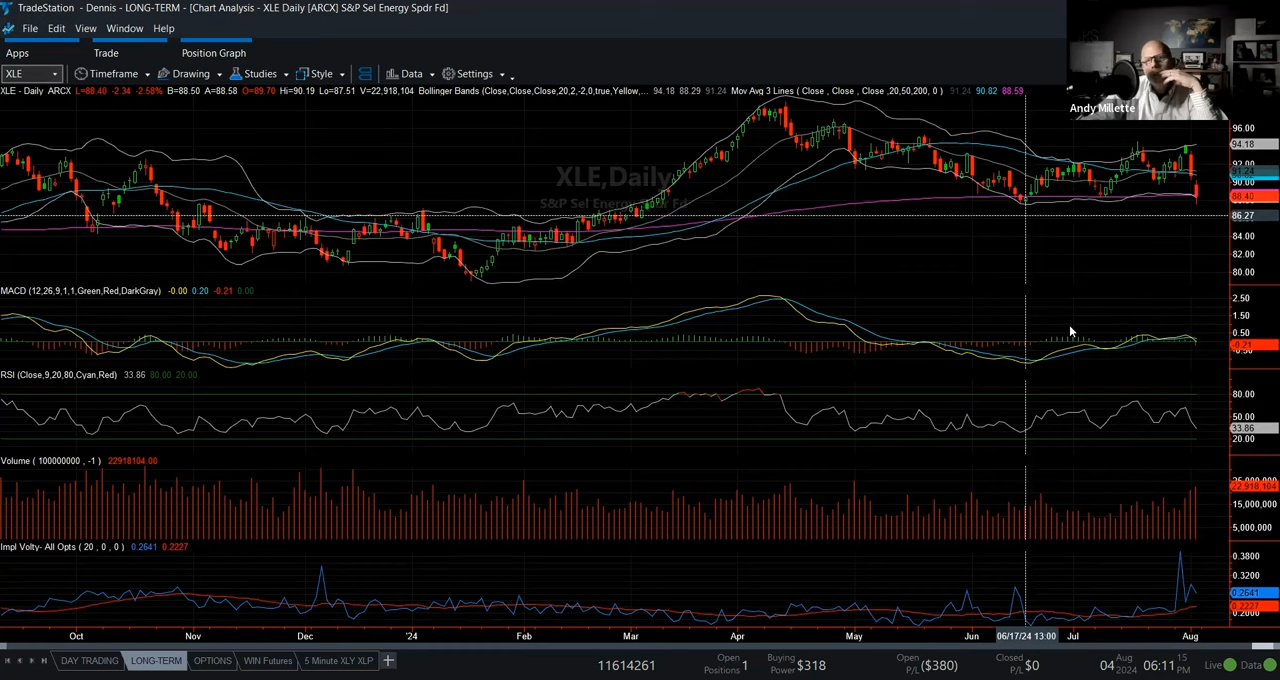 TradeStation - Dennis - LONG-TERM - [Chart Analysis - XLE Daily [ARCX] S&P Sel Energy Spdr Fd]
File Edit View Window Help
Apps Trade Position Graph
XLE Timeframe Drawing Studies Style Data Settings
XLE - Daily ARCX L=88.40 -2.34 -2.58% B=88.50 A=88.58 O=89.70 Hi=90.19 Lo=87.51 V=22,918,104 Bollinger Bands (Close,Close,Close,20,2,-2,0,true,Yellow,... 94.18 88.29 91.24 Mov Avg 3 Lines ( Close , Close , Close ,20,50,200, 0 ) 91.24 90.82 88.59
Andy Millette
XLE,Daily
S&P Sel Energy Spdr Fd
96.00
94.18
92.00
91.24
90.00
88.40
86.27
84.00
82.00
80.00
MACD (12,26,9,1,1,Green,Red,DarkGray) -0.00 0.20 -0.21 0.00
2.50
1.50
0.50
-0.21
-0.50
RSI (Close,9,20,80,Cyan,Red) 33.86 80.00 20.00
80.00
50.00
33.86
20.00
Volume ( 100000000 , -1 ) 22918104.00
22,918,104
15,000,000
5,000,000
Impl Volty- All Opts ( 20 , 0 , 0 ) 0.2641 0.2227
0.3800
0.3200
0.2641
0.2227
0.2000
Oct Nov Dec '24 Feb Mar Apr May Jun 06/17/24 13:00 Jul Aug
DAY TRADING LONG-TERM OPTIONS WIN Futures 5 Minute XLY XLP
11614261 Open Positions 1 Buying Power $318 Open P/L ($380) Closed P/L $0 04 Aug 2024 06:11 15 PM Live Data